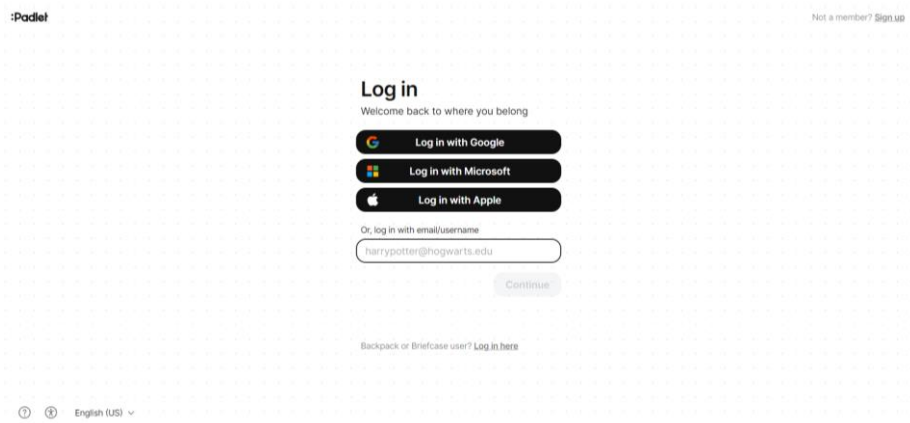 :Padlet
Not a member? Sign up
Log in
Welcome back to where you belong
Log in with Google
Log in with Microsoft
Log in with Apple
Or, log in with email/username
harrypotter@hogwarts.edu
Continue
Backpack or Briefcase user? Log in here
English (US)